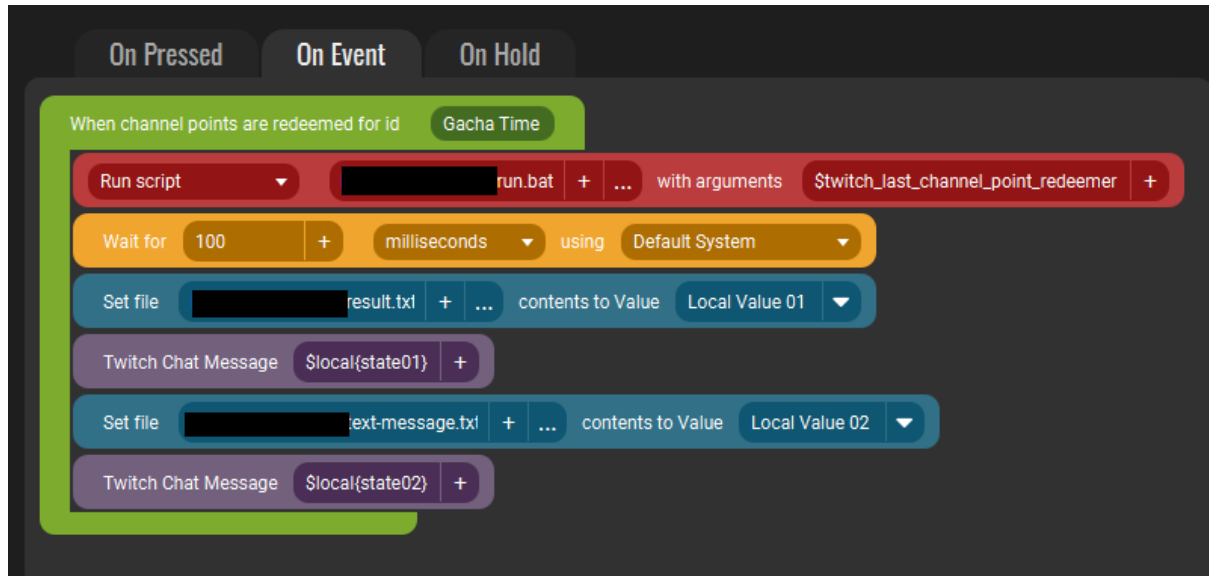 On Pressed On Event On Hold
When channel points are redeemed for id Gacha Time
Run script run.bat + ... with arguments $twitch_last_channel_point_redeemer +
Wait for 100 + milliseconds using Default System
Set file result.txt + ... contents to Value Local Value 01
Twitch Chat Message $local{state01} +
Set file text-message.txt + ... contents to Value Local Value 02
Twitch Chat Message $local{state02} +